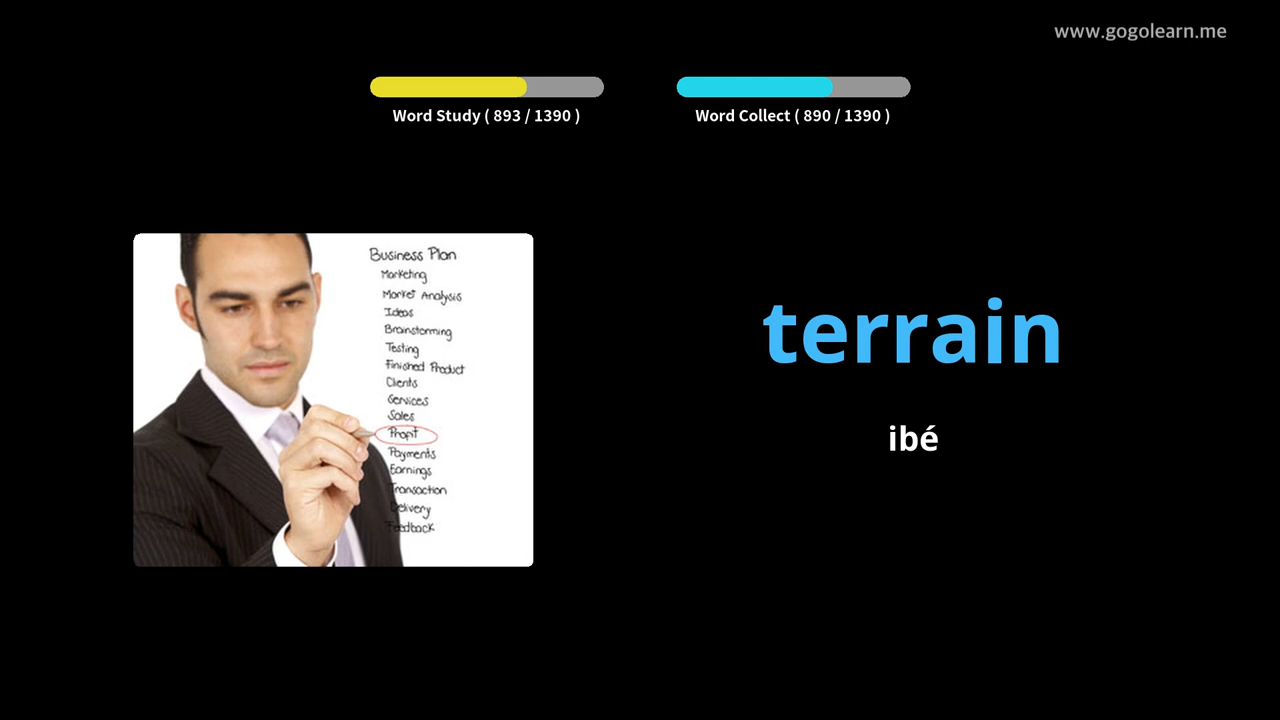 www.gogolearn.me
Word Study ( 893 / 1390 )
Word Collect ( 890 / 1390 )
Business Plan
Marketing
Market Analysis
Ideas
Brainstorming
Testing
Finished Product
Clients
Services
Sales
Profit
Payments
Earnings
Transaction
Delivery
Feedback
terrain
ibé